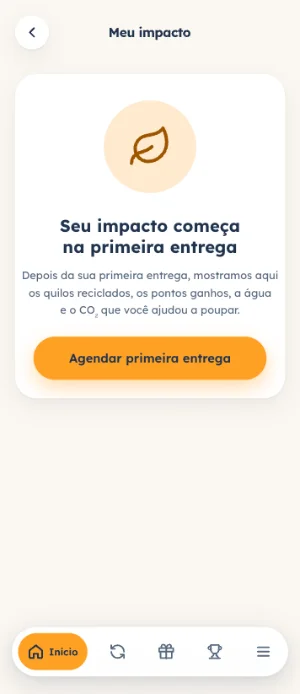 Meu impacto
Seu impacto começa
na primeira entrega
Depois da sua primeira entrega, mostramos aqui
os quilos reciclados, os pontos ganhos, a água
e o CO₂ que você ajudou a poupar.
Agendar primeira entrega
Início